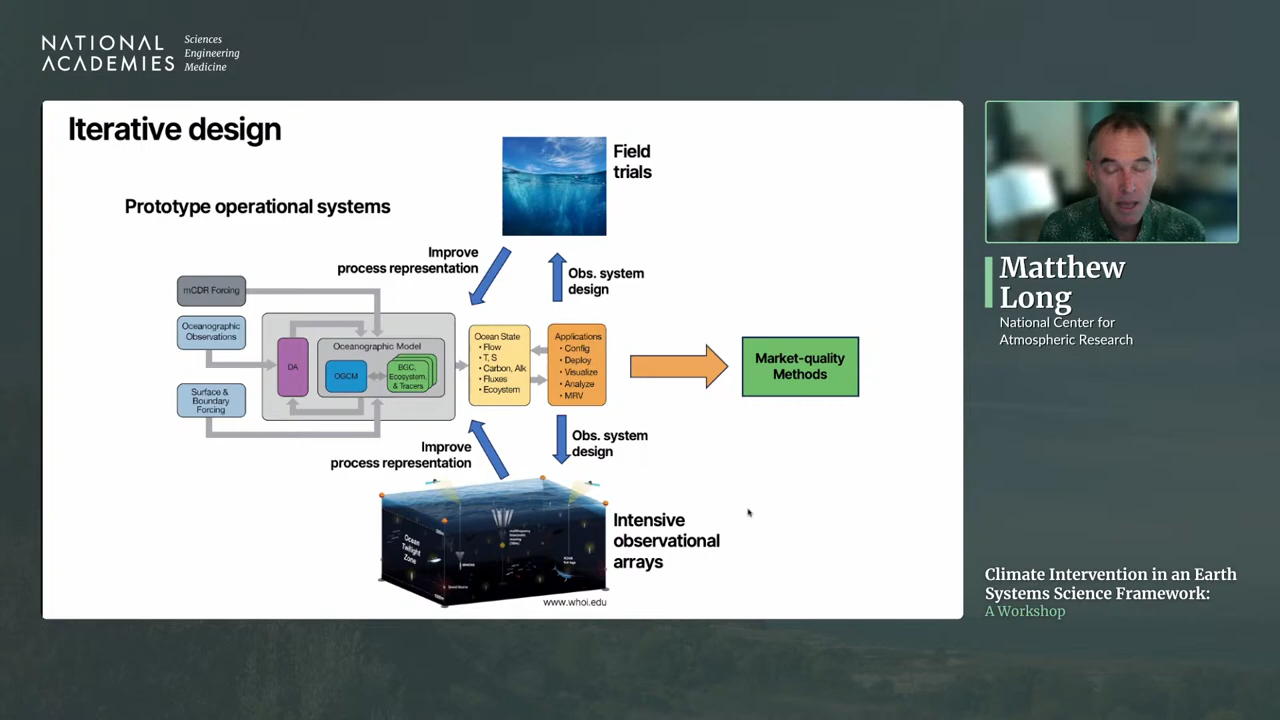 NATIONAL
ACADEMIES
Sciences
Engineering
Medicine
Iterative design
Prototype operational systems
Field
trials
Improve
process representation
Obs. system
design
mCDR Forcing
Oceanographic
Observations
Surface &
Boundary
Forcing
DA
Oceanographic Model
OGCM
BGC,
Ecosystem,
& Tracers
Ocean State
• Flow
• T, S
• Carbon, Alk
• Fluxes
• Ecosystem
Applications
• Config
• Deploy
• Visualize
• Analyze
• MRV
Market-quality
Methods
Improve
process representation
Obs. system
design
Ocean
Twilight
Zone
Intensive
observational
arrays
www.whoi.edu
Matthew
Long
National Center for
Atmospheric Research
Climate Intervention in an Earth
Systems Science Framework:
A Workshop